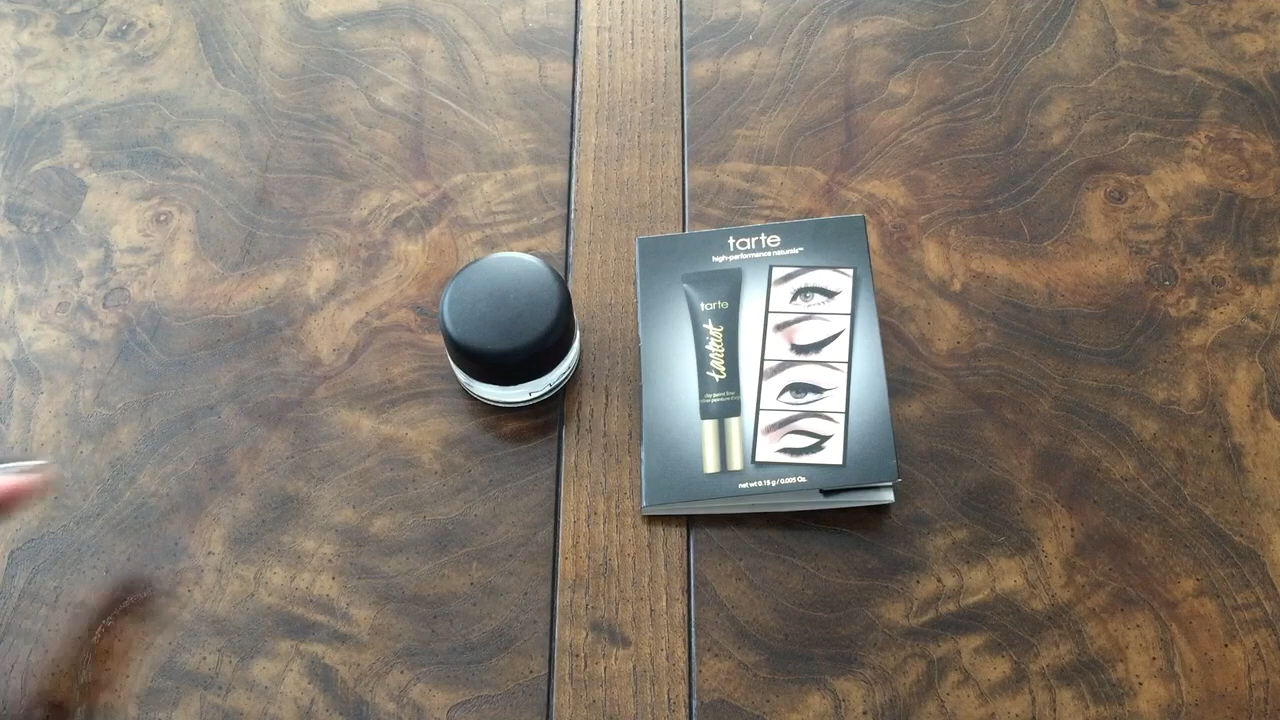 tarte
high-performance naturals™
tarte
tarteist
clay paint liner
net wt 0.15 g / 0.005 Oz.